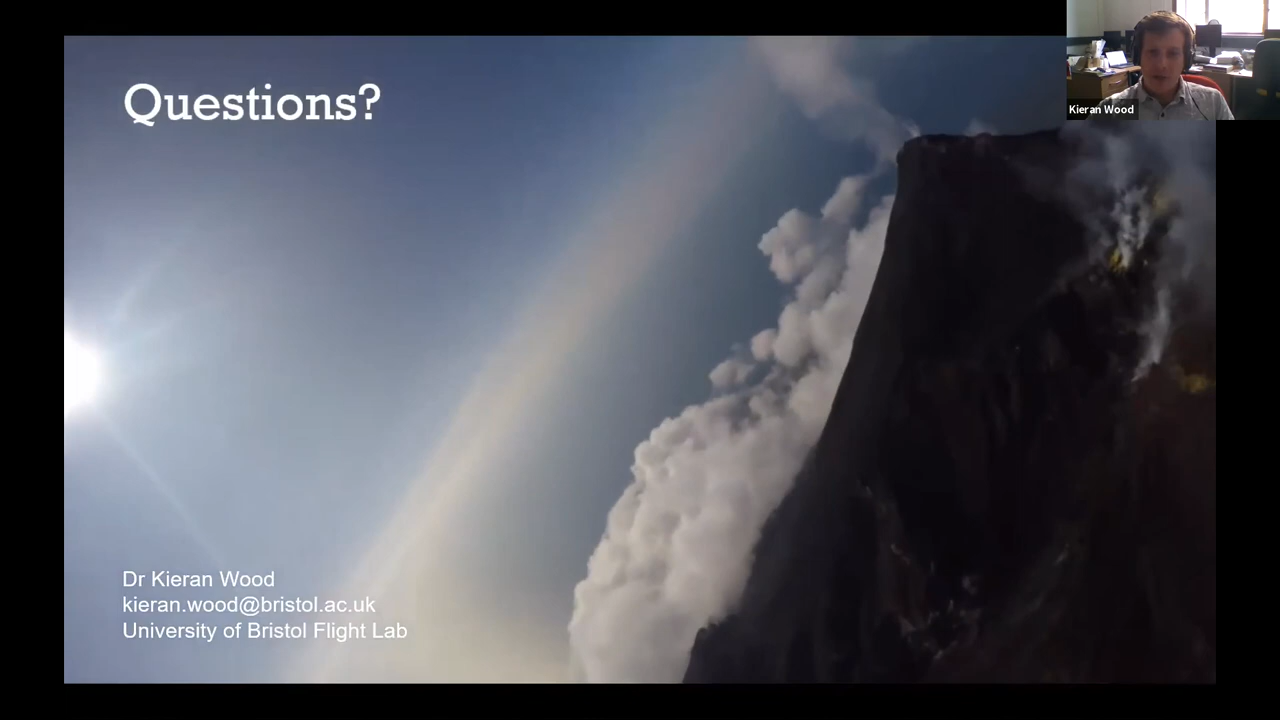 Questions?
Kieran Wood
Dr Kieran Wood
kieran.wood@bristol.ac.uk
University of Bristol Flight Lab